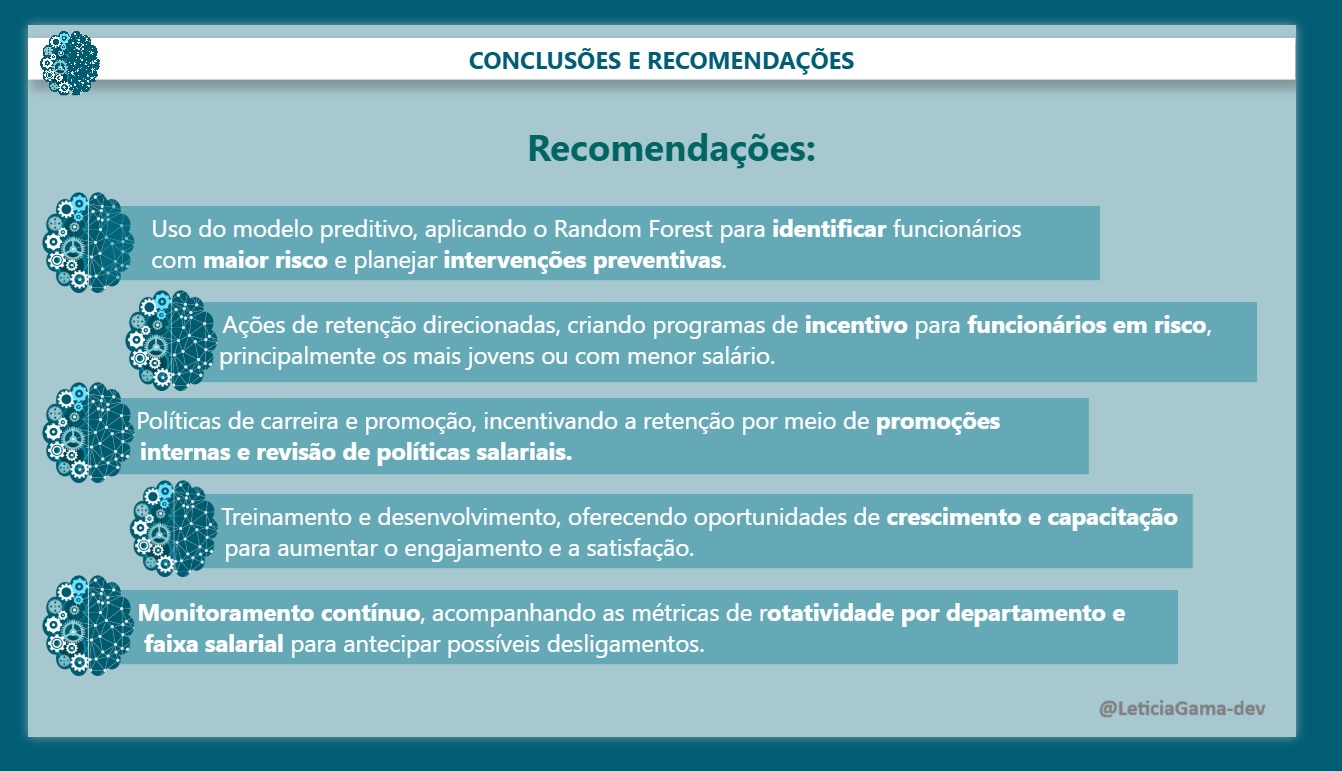 CONCLUSÕES E RECOMENDAÇÕES
Recomendações:
Uso do modelo preditivo, aplicando o Random Forest para identificar funcionários
com maior risco e planejar intervenções preventivas.
Ações de retenção direcionadas, criando programas de incentivo para funcionários em risco,
principalmente os mais jovens ou com menor salário.
Políticas de carreira e promoção, incentivando a retenção por meio de promoções
internas e revisão de políticas salariais.
Treinamento e desenvolvimento, oferecendo oportunidades de crescimento e capacitação
para aumentar o engajamento e a satisfação.
Monitoramento contínuo, acompanhando as métricas de rotatividade por departamento e
faixa salarial para antecipar possíveis desligamentos.
@LeticiaGama-dev